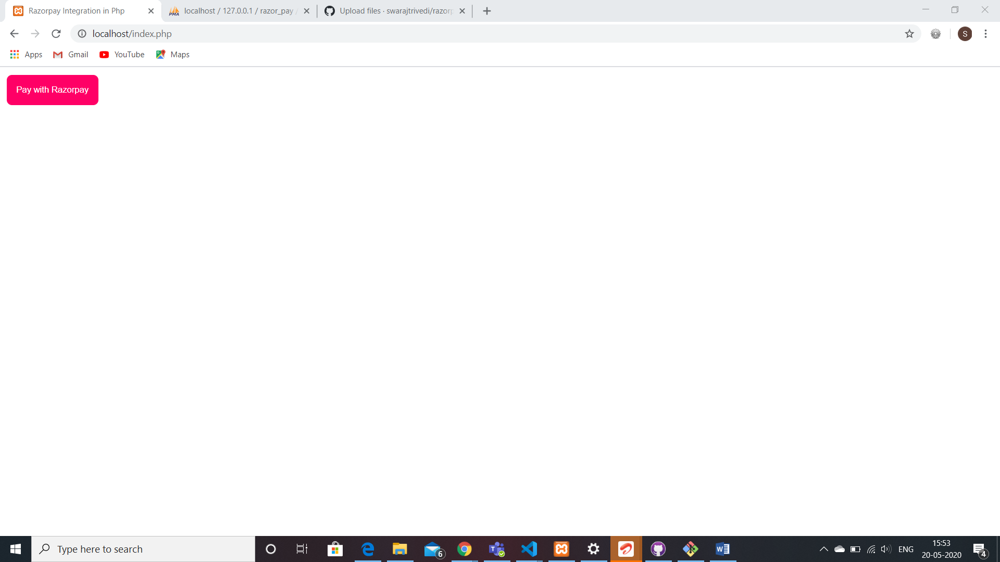 Razorpay Integration in Php
localhost / 127.0.0.1 / razor_pay /
Upload files · swarajtrivedi/razorp
localhost/index.php
S
Apps
Gmail
YouTube
Maps
Pay with Razorpay
Type here to search
6
ENG
15:53
20-05-2020
4